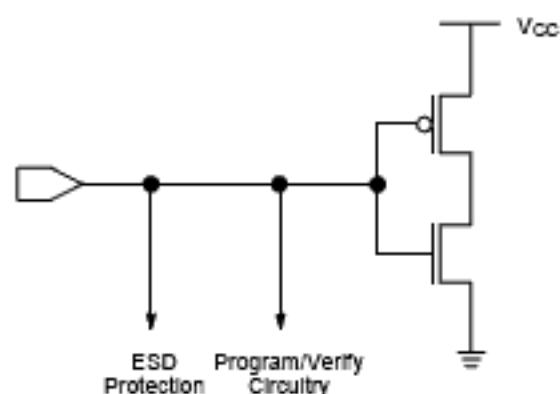 VCC
ESD
Protection
Program/Verify
Circuitry